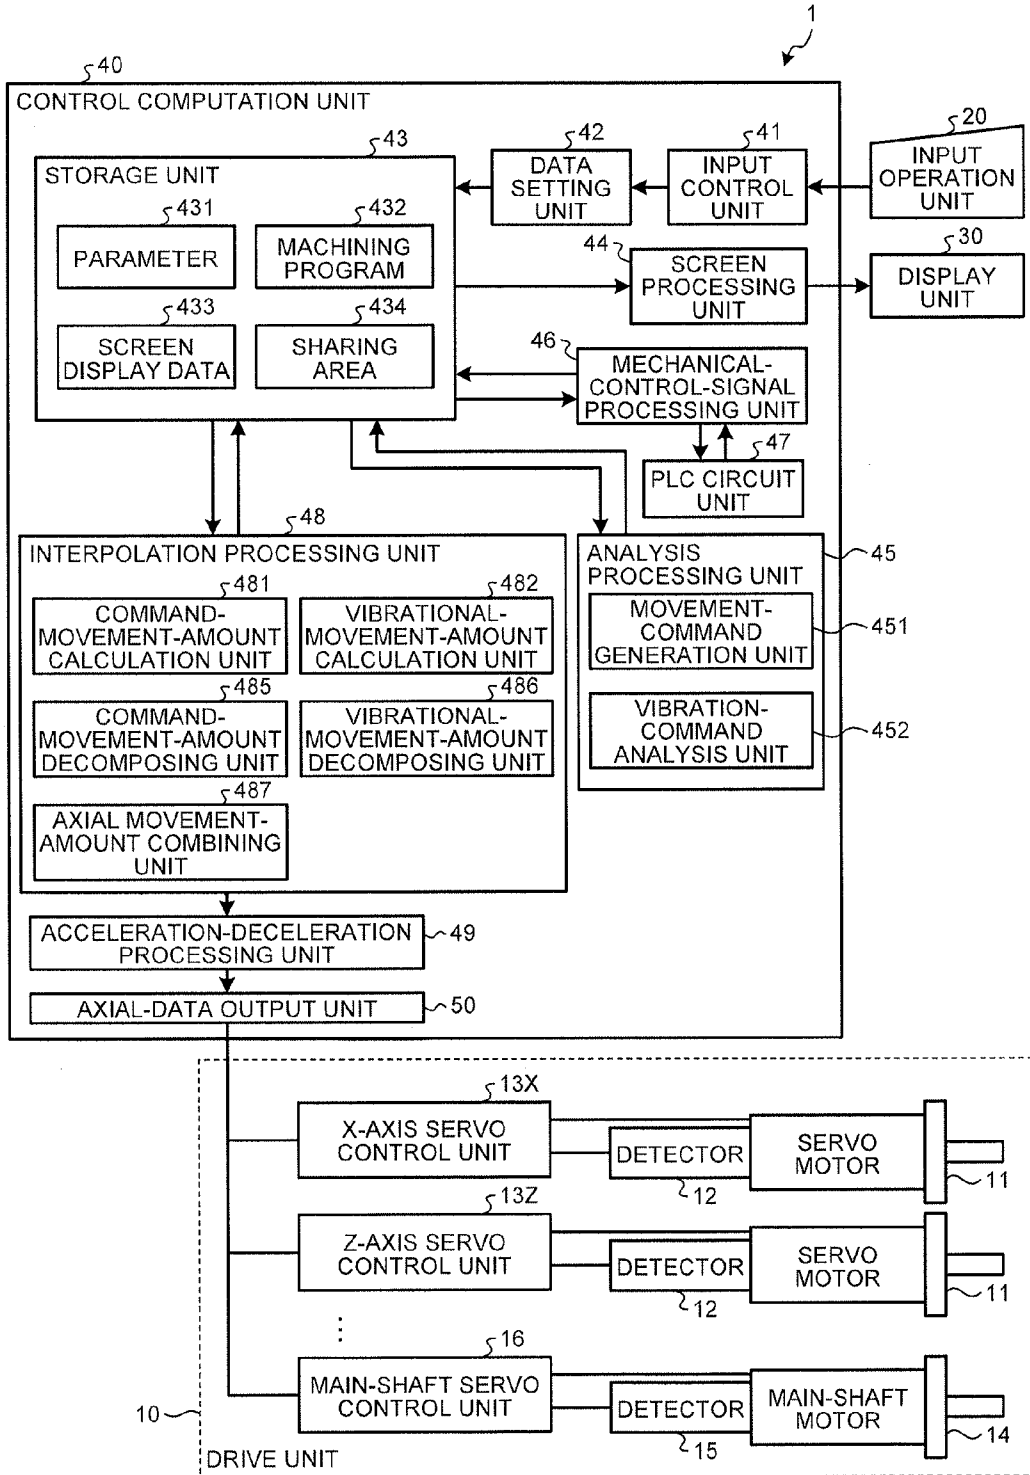 1
40
CONTROL COMPUTATION UNIT
43
STORAGE UNIT
431
PARAMETER
432
MACHINING
PROGRAM
433
SCREEN
DISPLAY DATA
434
SHARING
AREA
42
DATA
SETTING
UNIT
41
INPUT
CONTROL
UNIT
20
INPUT
OPERATION
UNIT
44
SCREEN
PROCESSING
UNIT
30
DISPLAY
UNIT
46
MECHANICAL-
CONTROL-SIGNAL
PROCESSING UNIT
47
PLC CIRCUIT
UNIT
48
INTERPOLATION PROCESSING UNIT
481
COMMAND-
MOVEMENT-AMOUNT
CALCULATION UNIT
482
VIBRATIONAL-
MOVEMENT-AMOUNT
CALCULATION UNIT
485
COMMAND-
MOVEMENT-AMOUNT
DECOMPOSING UNIT
486
VIBRATIONAL-
MOVEMENT-AMOUNT
DECOMPOSING UNIT
487
AXIAL MOVEMENT-
AMOUNT COMBINING
UNIT
ANALYSIS
PROCESSING UNIT
45
MOVEMENT-
COMMAND
GENERATION UNIT
451
VIBRATION-
COMMAND
ANALYSIS UNIT
452
ACCELERATION-DECELERATION
PROCESSING UNIT
49
AXIAL-DATA OUTPUT UNIT
50
13X
X-AXIS SERVO
CONTROL UNIT
DETECTOR
12
SERVO
MOTOR
11
13Z
Z-AXIS SERVO
CONTROL UNIT
DETECTOR
12
SERVO
MOTOR
11
⋮
16
MAIN-SHAFT SERVO
CONTROL UNIT
DETECTOR
15
MAIN-SHAFT
MOTOR
14
10
DRIVE UNIT